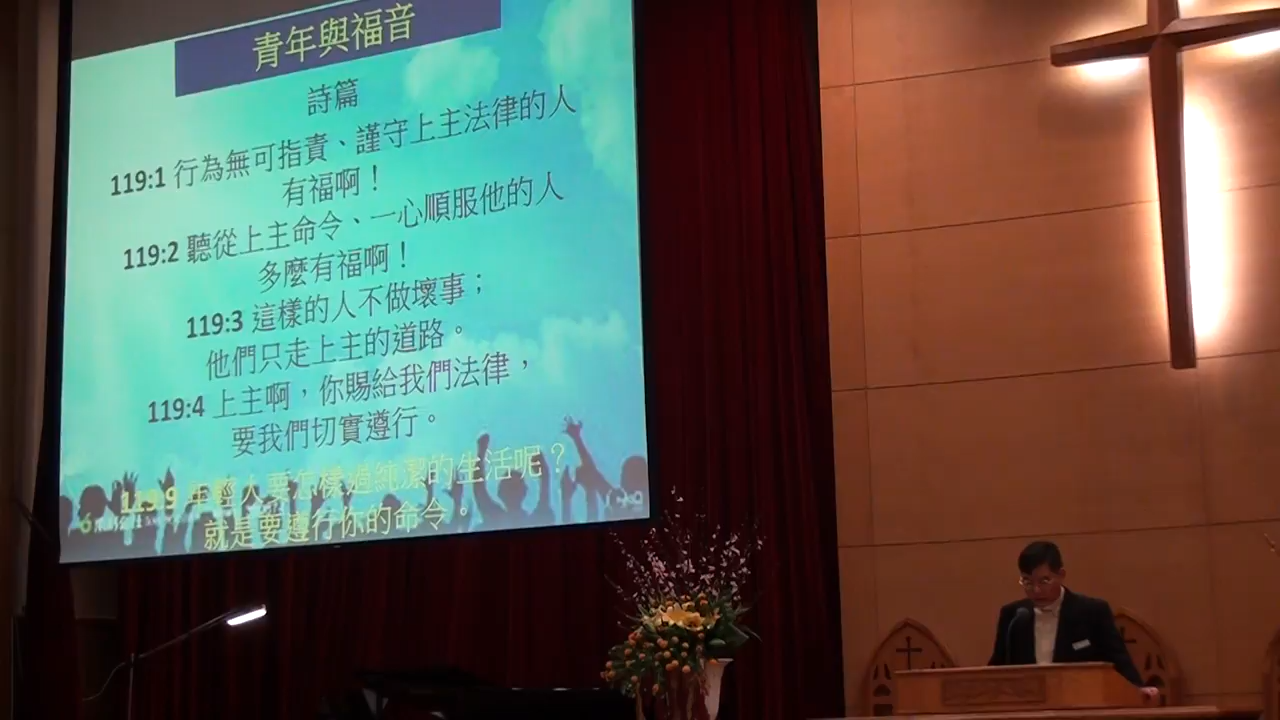 青年與福音
詩篇
119:1 行為無可指責、謹守上主法律的人
有福啊！
119:2 聽從上主命令、一心順服他的人
多麼有福啊！
119:3 這樣的人不做壞事；
他們只走上主的道路。
119:4 上主啊，你賜給我們法律，
要我們切實遵行。
119:9 年輕人要怎樣過純潔的生活呢？
就是要遵行你的命令。